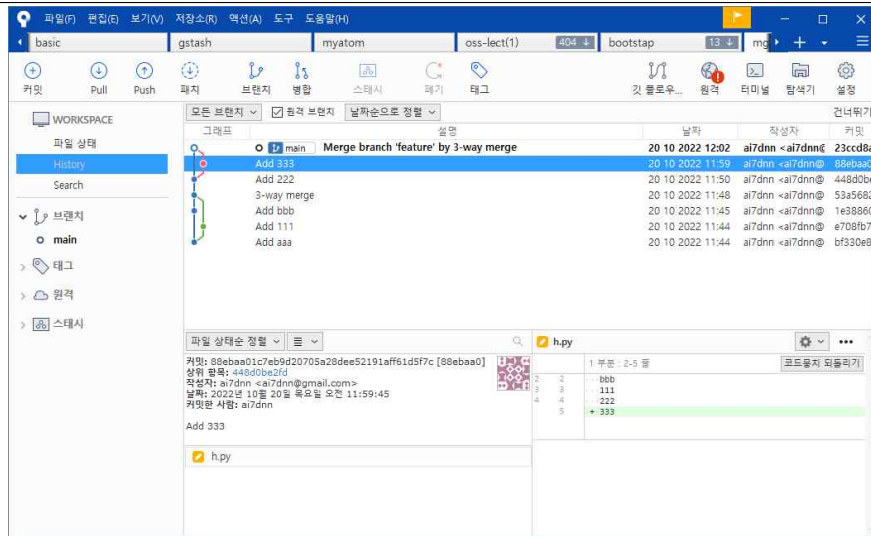 파일(F) 편집(E) 보기(V) 저장소(R) 액션(A) 도구 도움말(H)
basic gstash myatom oss-lect(1) 404 bootstap 13
커밋 Pull Push 패치 브랜치 병합 스태시 폐기 태그 깃 플로우... 원격 터미널 탐색기 설정
WORKSPACE
파일 상태
History
Search
브랜치
main
태그
원격
스태시
모든 브랜치 원격 브랜치 날짜순으로 정렬 건너뛰기
그래프 설명 날짜 작성자 커밋
main Merge branch 'feature' by 3-way merge 20 10 2022 12:02 ai7dnn <ai7dnn@ 23ccd8a
Add 333 20 10 2022 11:59 ai7dnn <ai7dnn@ 88ebaa0
Add 222 20 10 2022 11:50 ai7dnn <ai7dnn@ 448d0be
3-way merge 20 10 2022 11:48 ai7dnn <ai7dnn@ 53a5682
Add bbb 20 10 2022 11:45 ai7dnn <ai7dnn@ 1e38860
Add 111 20 10 2022 11:44 ai7dnn <ai7dnn@ e708fb7
Add aaa 20 10 2022 11:44 ai7dnn <ai7dnn@ bf330e8
파일 상태순 정렬
커밋: 88ebaa01c7eb9d20705a28dee52191aff61d5f7c [88ebaa0]
상위 항목: 448d0be2fd
작성자: ai7dnn <ai7dnn@gmail.com>
날짜: 2022년 10월 20일 목요일 오전 11:59:45
커밋한 사람: ai7dnn
Add 333
h.py
h.py
1 부분 : 2-5 줄 코드뭉치 되돌리기
2 2 bbb
3 3 111
4 4 222
5 + 333